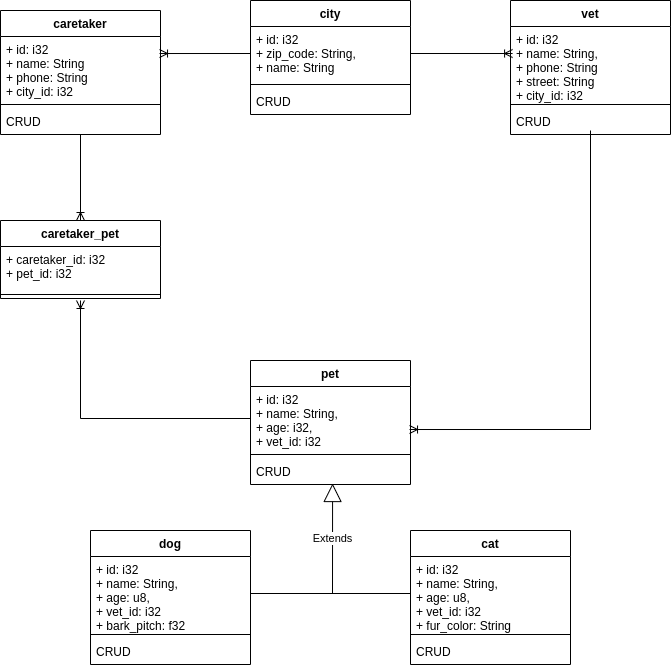 caretaker
+ id: i32
+ name: String
+ phone: String
+ city_id: i32
CRUD
city
+ id: i32
+ zip_code: String,
+ name: String
CRUD
vet
+ id: i32
+ name: String,
+ phone: String
+ street: String
+ city_id: i32
CRUD
caretaker_pet
+ caretaker_id: i32
+ pet_id: i32
pet
+ id: i32
+ name: String,
+ age: i32,
+ vet_id: i32
CRUD
Extends
dog
+ id: i32
+ name: String,
+ age: u8,
+ vet_id: i32
+ bark_pitch: f32
CRUD
cat
+ id: i32
+ name: String,
+ age: u8,
+ vet_id: i32
+ fur_color: String
CRUD